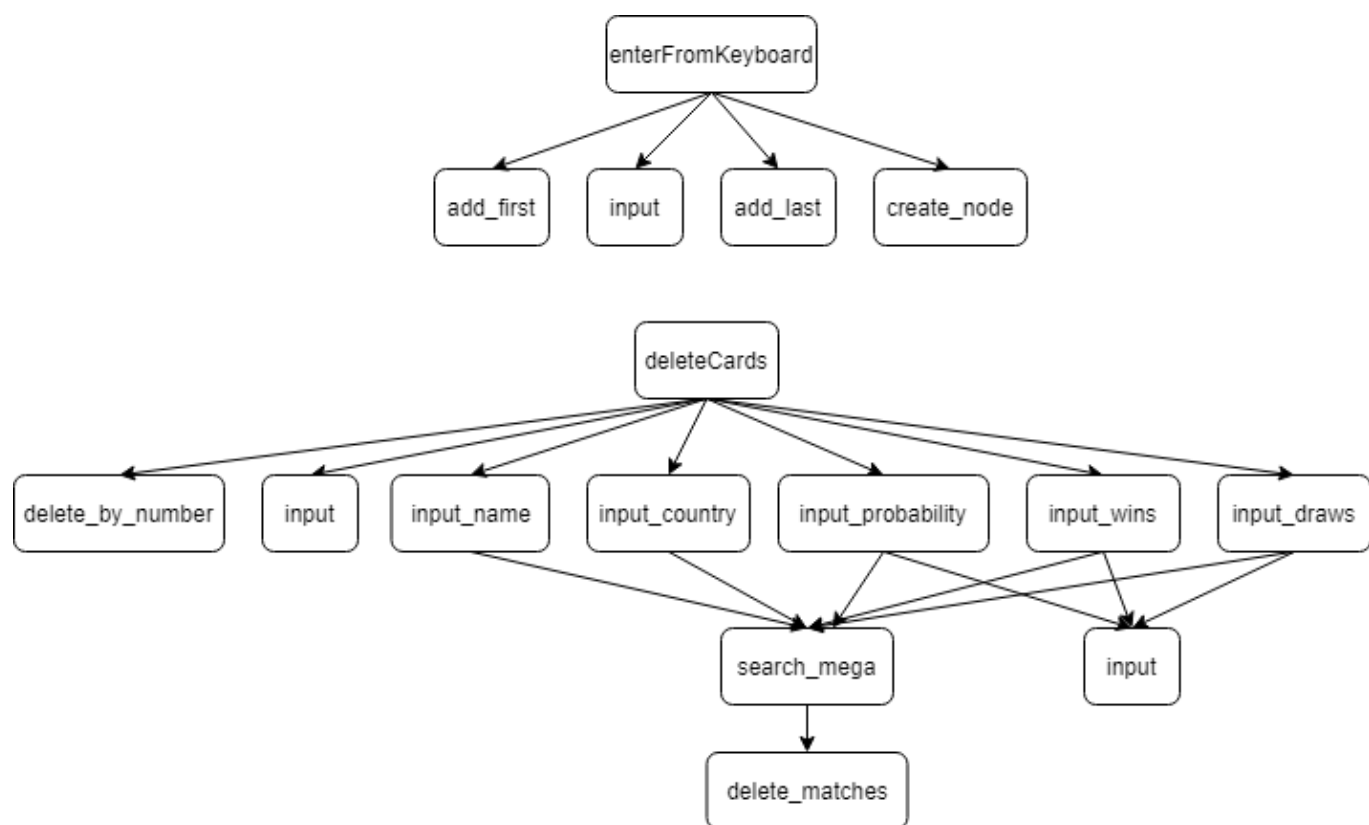 enterFromKeyboard
add_first
input
add_last
create_node
deleteCards
delete_by_number
input
input_name
input_country
input_probability
input_wins
input_draws
search_mega
input
delete_matches